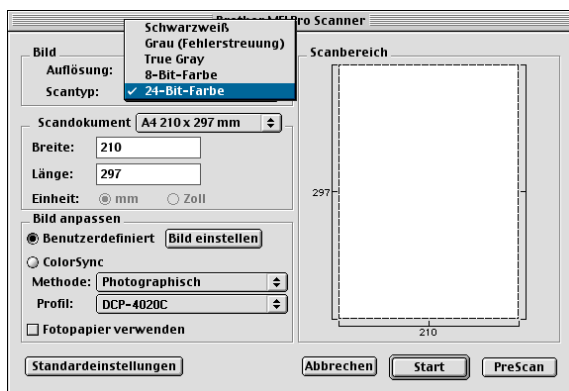 Pro Scanner
Schwarzweiß
Grau (Fehlerstreuung)
True Gray
8-Bit-Farbe
✓ 24-Bit-Farbe
Bild
Auflösung:
Scantyp:
Scandokument A4 210 x 297 mm
Breite: 210
Länge: 297
Einheit: mm Zoll
Bild anpassen
Benutzerdefiniert Bild einstellen
ColorSync
Methode: Photographisch
Profil: DCP-4020C
Fotopapier verwenden
Scanbereich
297
210
Standardeinstellungen Abbrechen Start PreScan